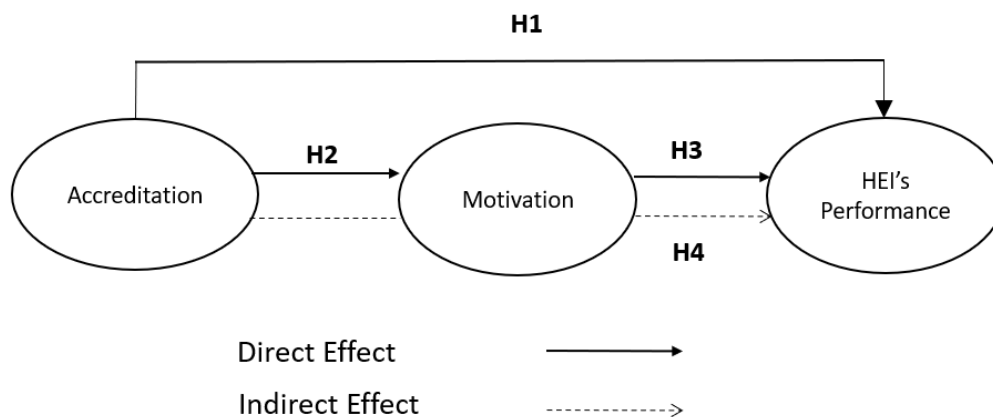 H1
H2
H3
Accreditation
Motivation
HEI's
Performance
H4
Direct Effect
Indirect Effect